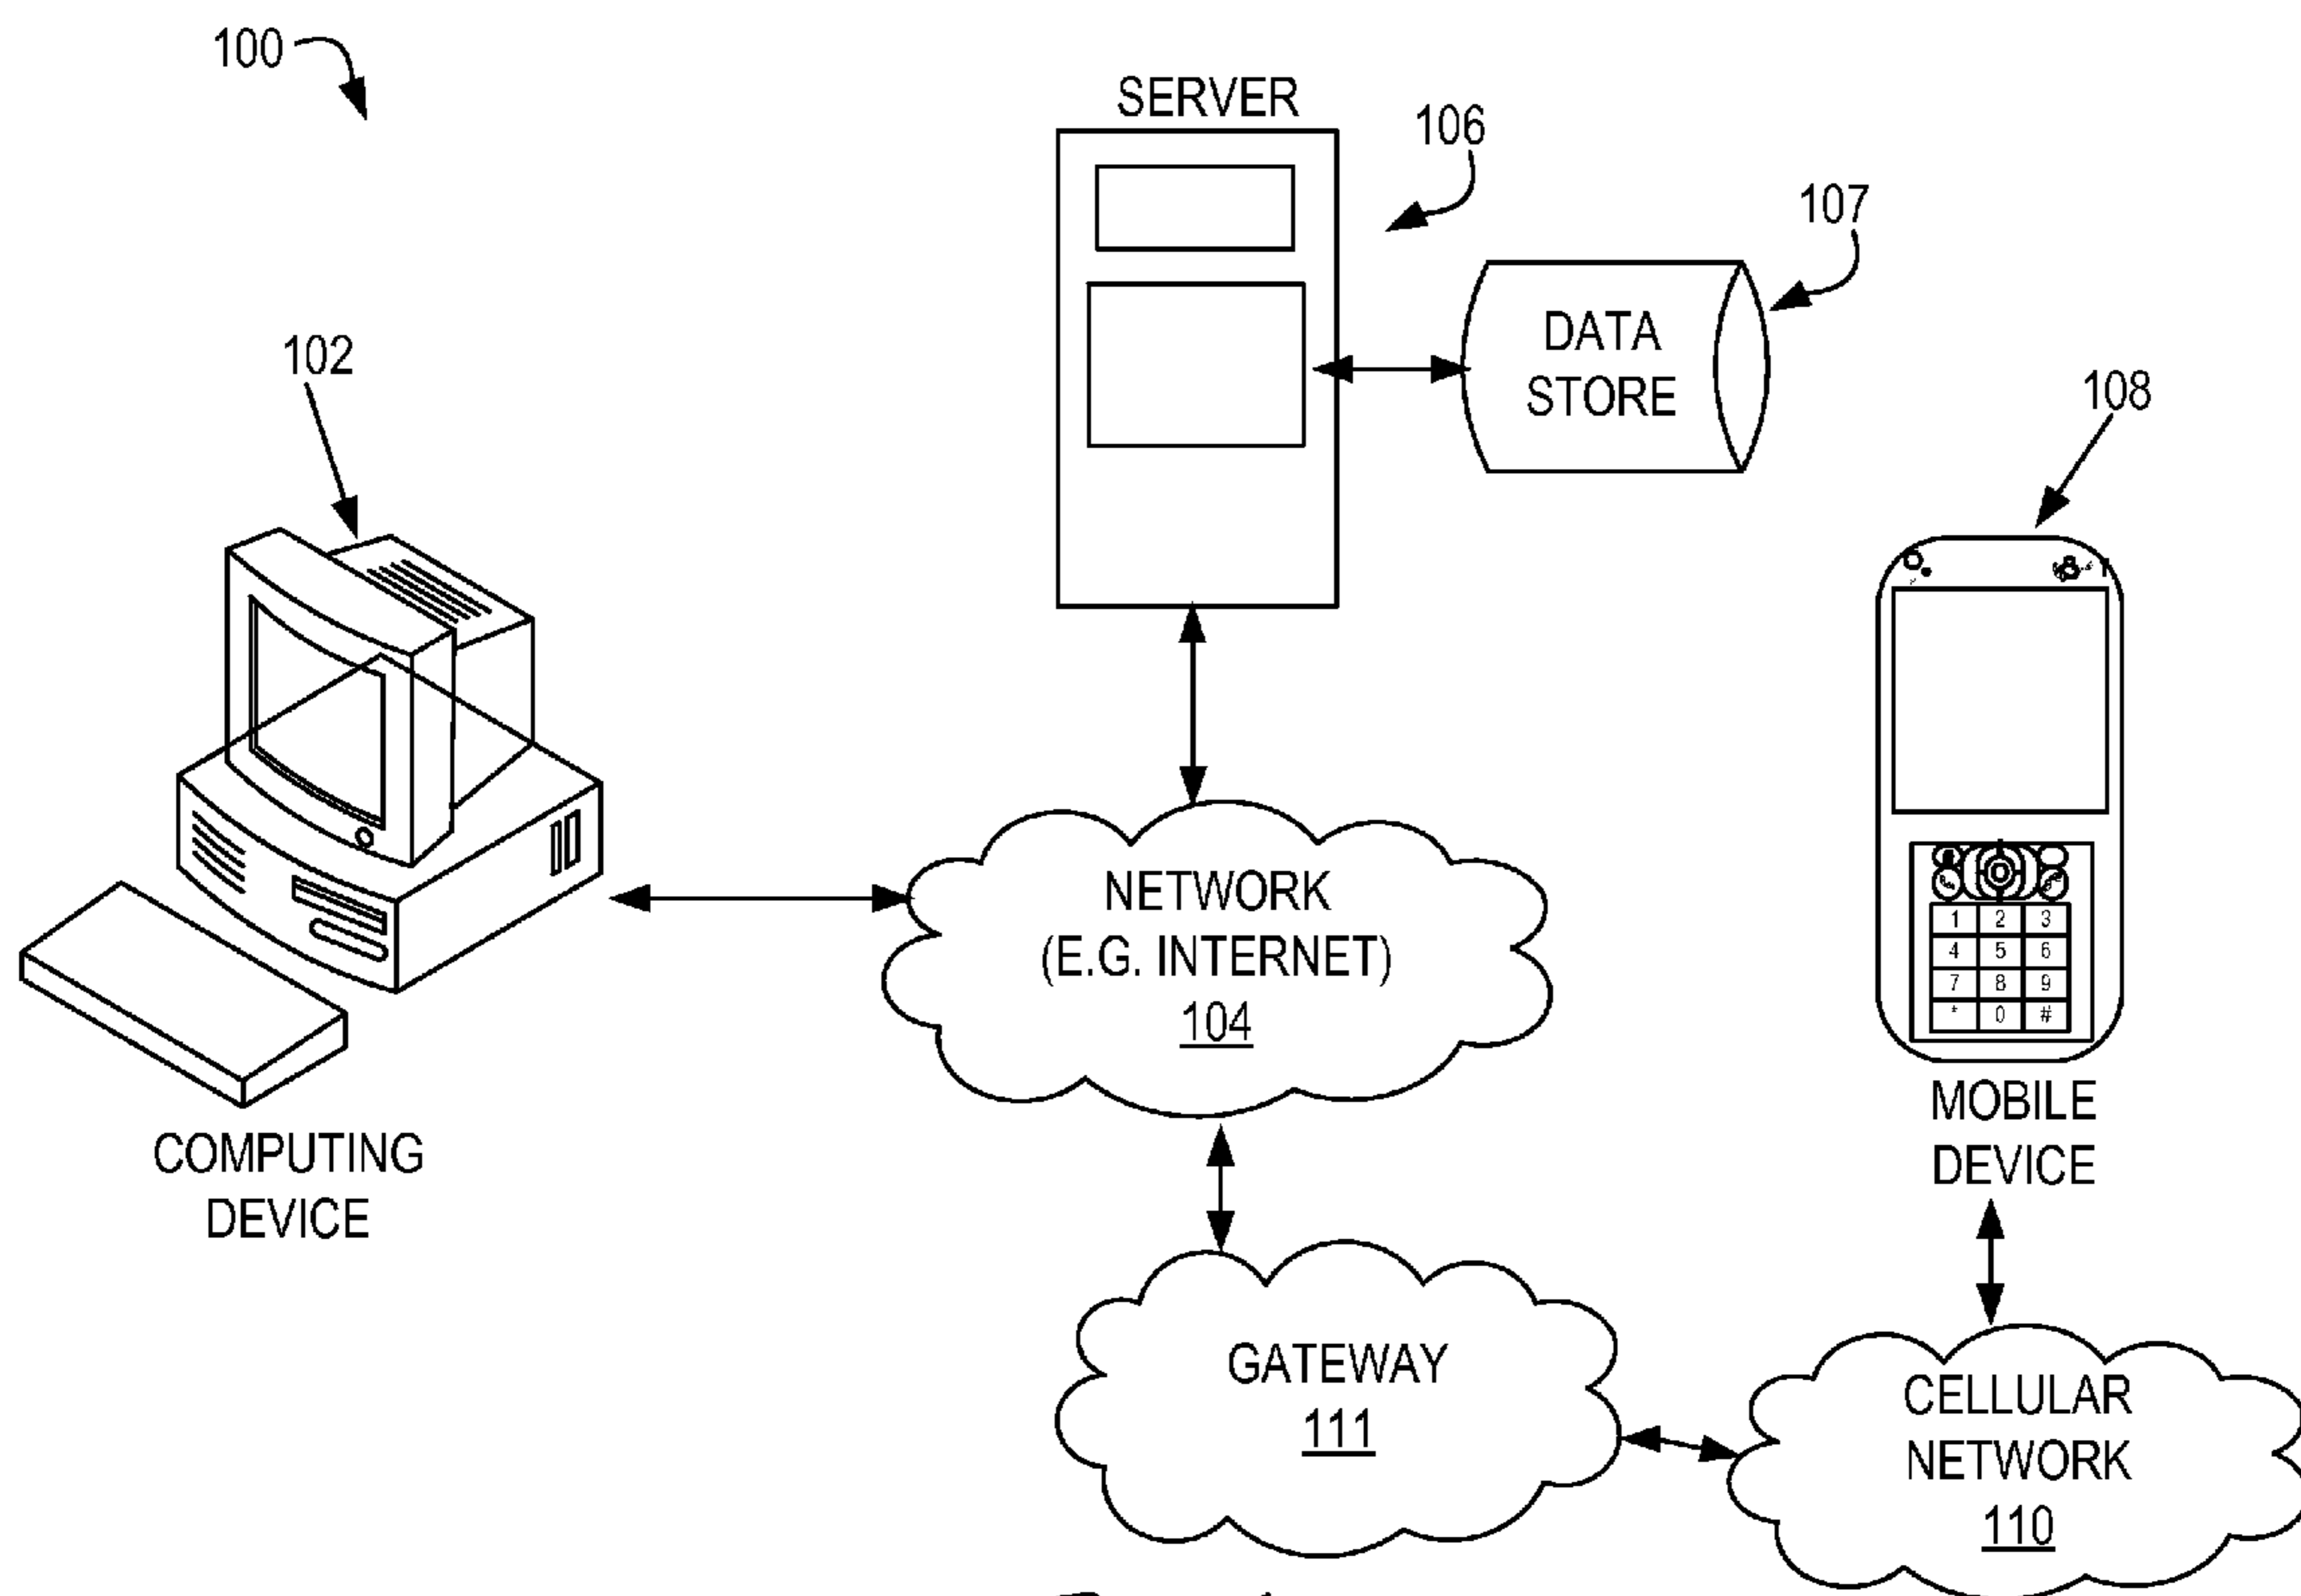 100
SERVER
106
107
DATA
STORE
102
108
NETWORK
(E.G. INTERNET)
104
1 2 3
4 5 6
7 8 9
* 0 #
COMPUTING
DEVICE
MOBILE
DEVICE
GATEWAY
111
CELLULAR
NETWORK
110